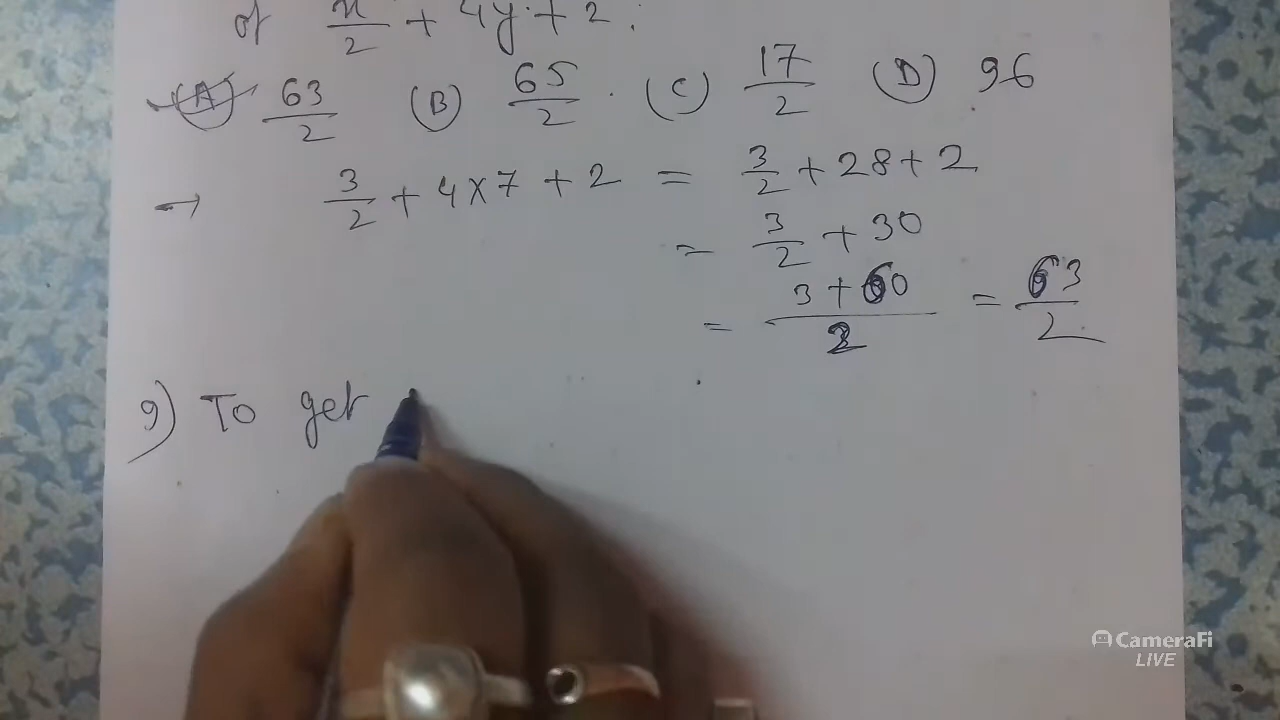 of x/2 + 4y + 2 :
(A) 63/2 (B) 65/2 . (C) 17/2 (D) 96
→ 3/2 + 4×7 + 2 = 3/2 + 28 + 2
= 3/2 + 30
= 3 + 60/2 = 63/2
9) To get
CameraFi
LIVE